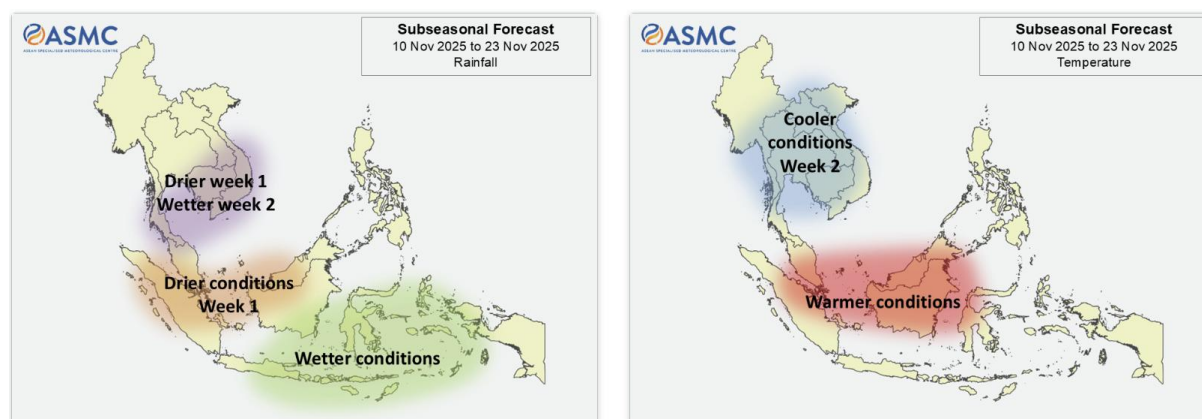 ASMC
ASEAN SPECIALISED METEOROLOGICAL CENTRE
Subseasonal Forecast
10 Nov 2025 to 23 Nov 2025
Rainfall
Drier week 1
Wetter week 2
Drier conditions
Week 1
Wetter conditions
ASMC
ASEAN SPECIALISED METEOROLOGICAL CENTRE
Subseasonal Forecast
10 Nov 2025 to 23 Nov 2025
Temperature
Cooler
conditions
Week 2
Warmer conditions